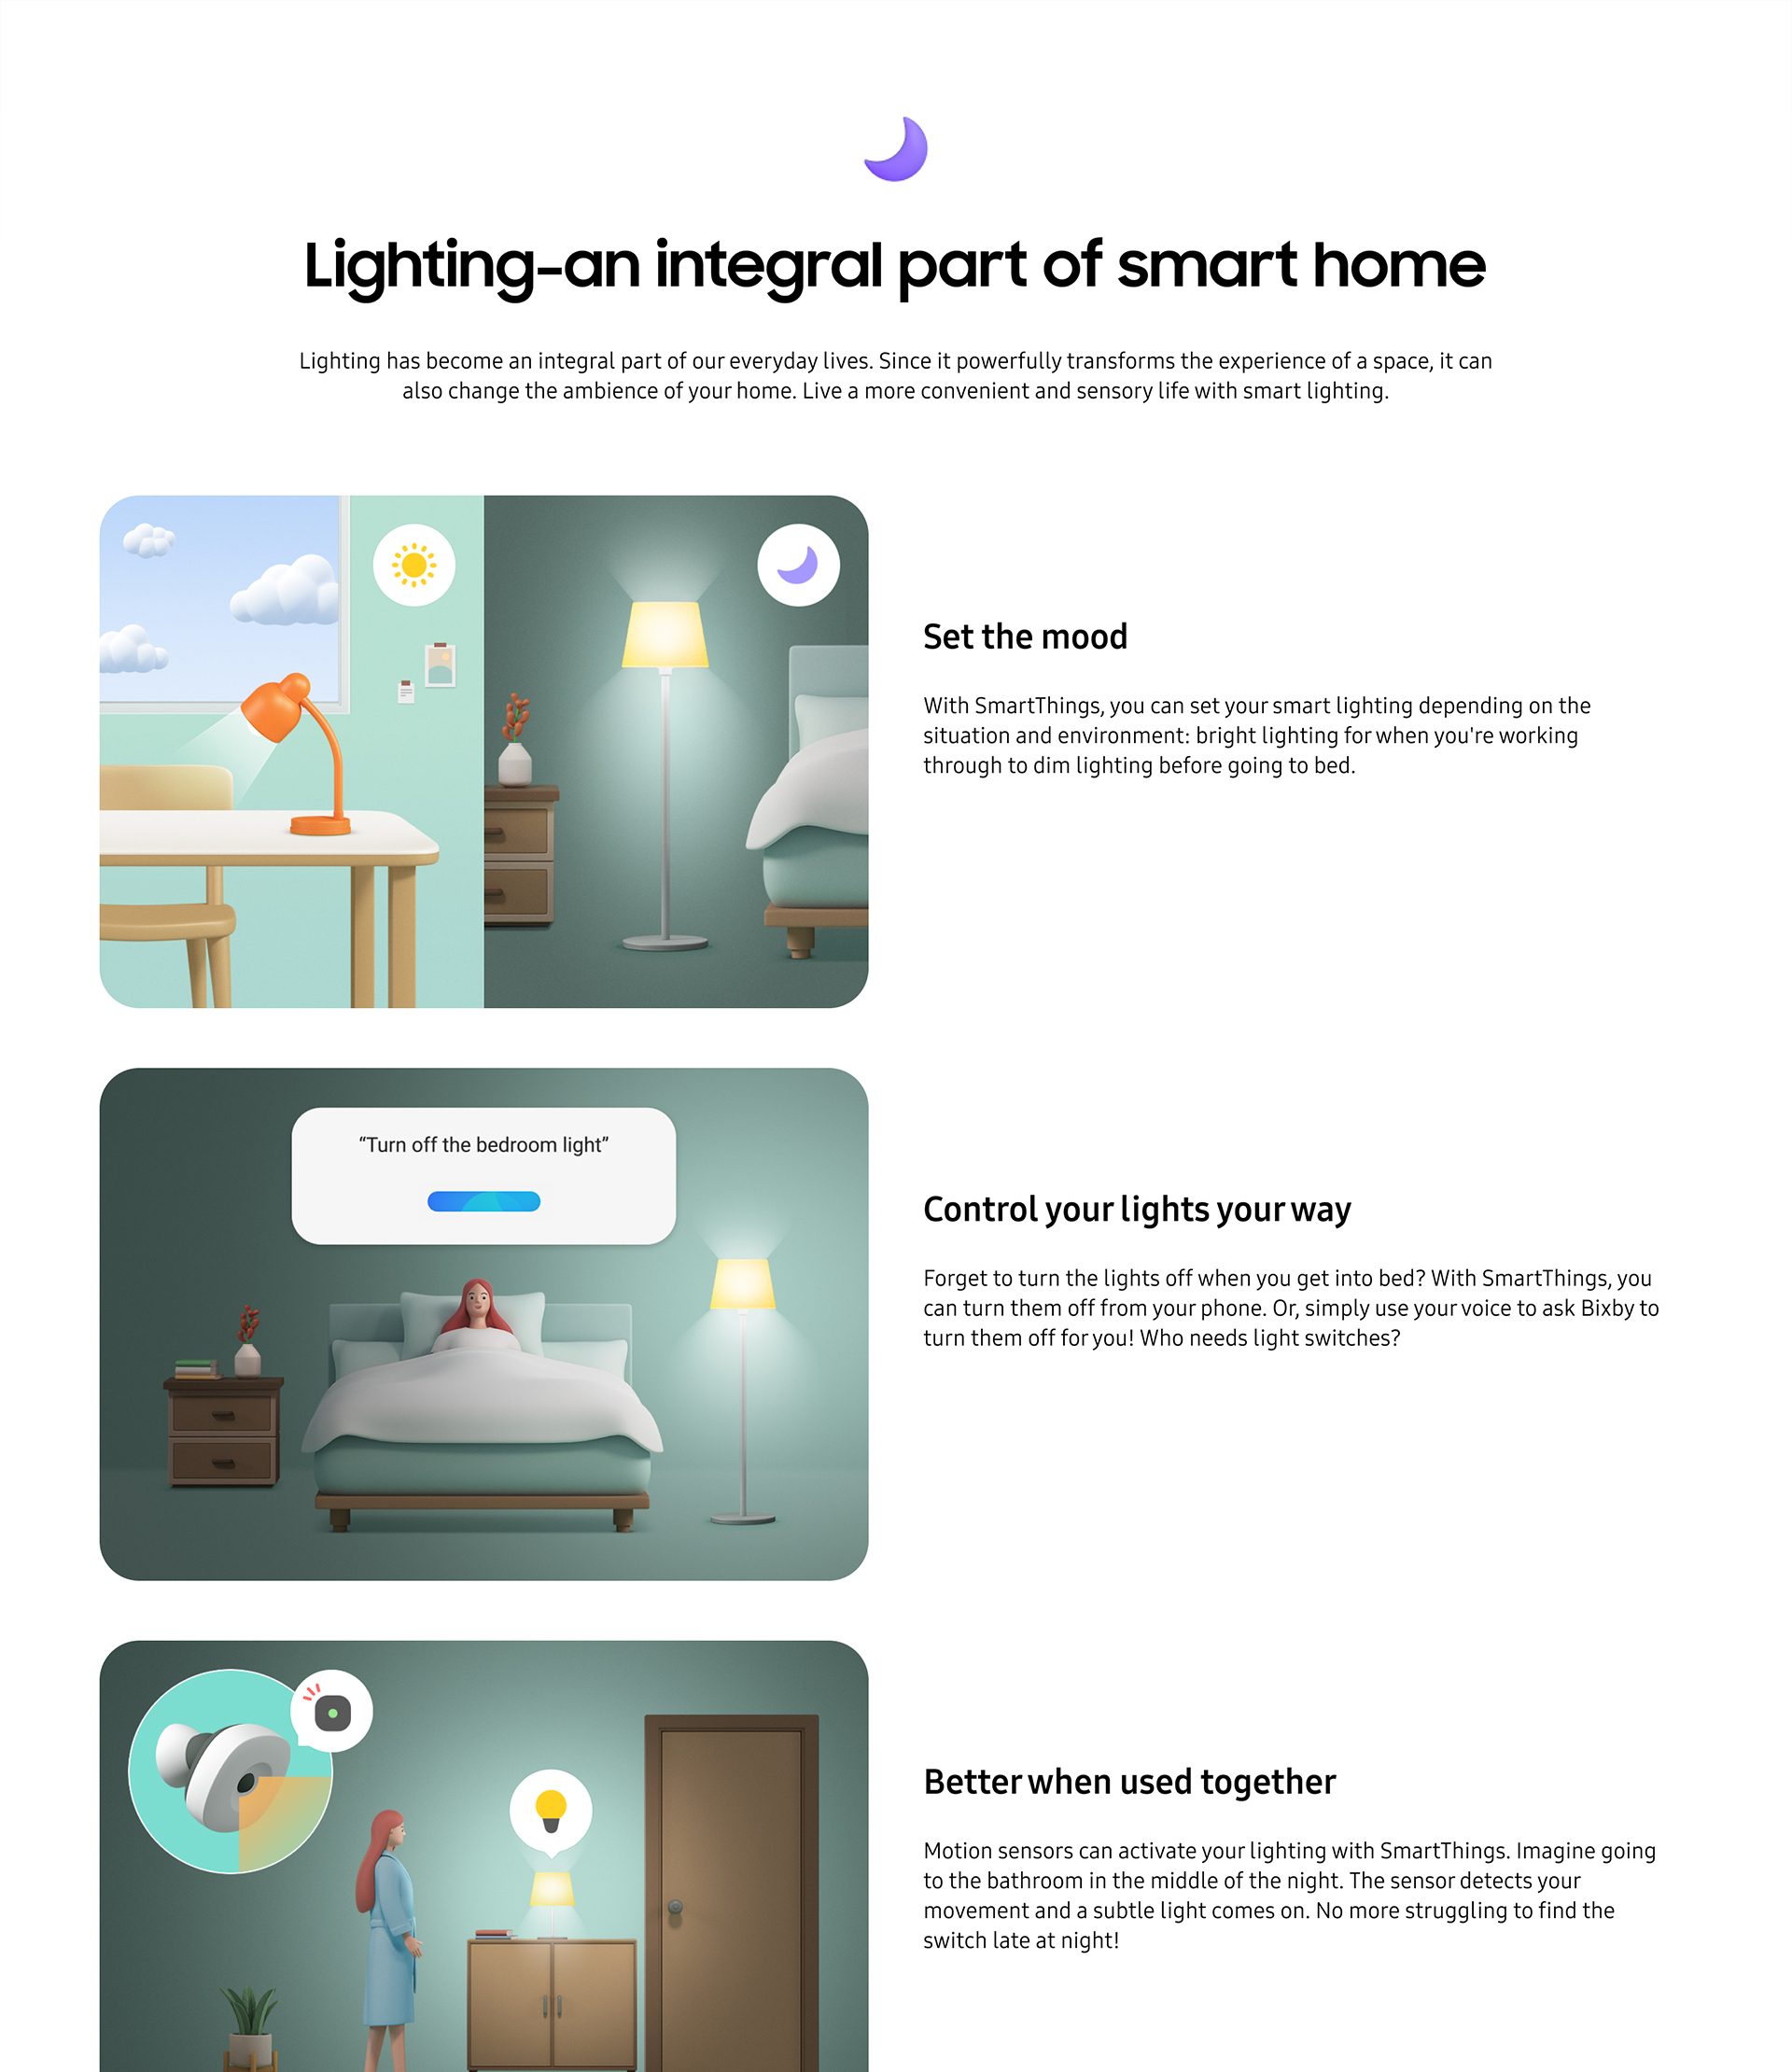 Lighting-an integral part of smart home
Lighting has become an integral part of our everyday lives. Since it powerfully transforms the experience of a space, it can
also change the ambience of your home. Live a more convenient and sensory life with smart lighting.
Set the mood
With SmartThings, you can set your smart lighting depending on the
situation and environment: bright lighting for when you're working
through to dim lighting before going to bed.
“Turn off the bedroom light”
Control your lights your way
Forget to turn the lights off when you get into bed? With SmartThings, you
can turn them off from your phone. Or, simply use your voice to ask Bixby to
turn them off for you! Who needs light switches?
Better when used together
Motion sensors can activate your lighting with SmartThings. Imagine going
to the bathroom in the middle of the night. The sensor detects your
movement and a subtle light comes on. No more struggling to find the
switch late at night!